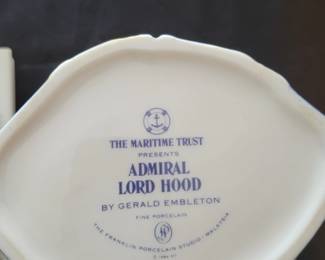 THE MARITIME TRUST
PRESENTS
ADMIRAL
LORD HOOD
BY GERALD EMBLETON
FINE PORCELAIN
THE FRANKLIN PORCELAIN STUDIO · MALAYSIA